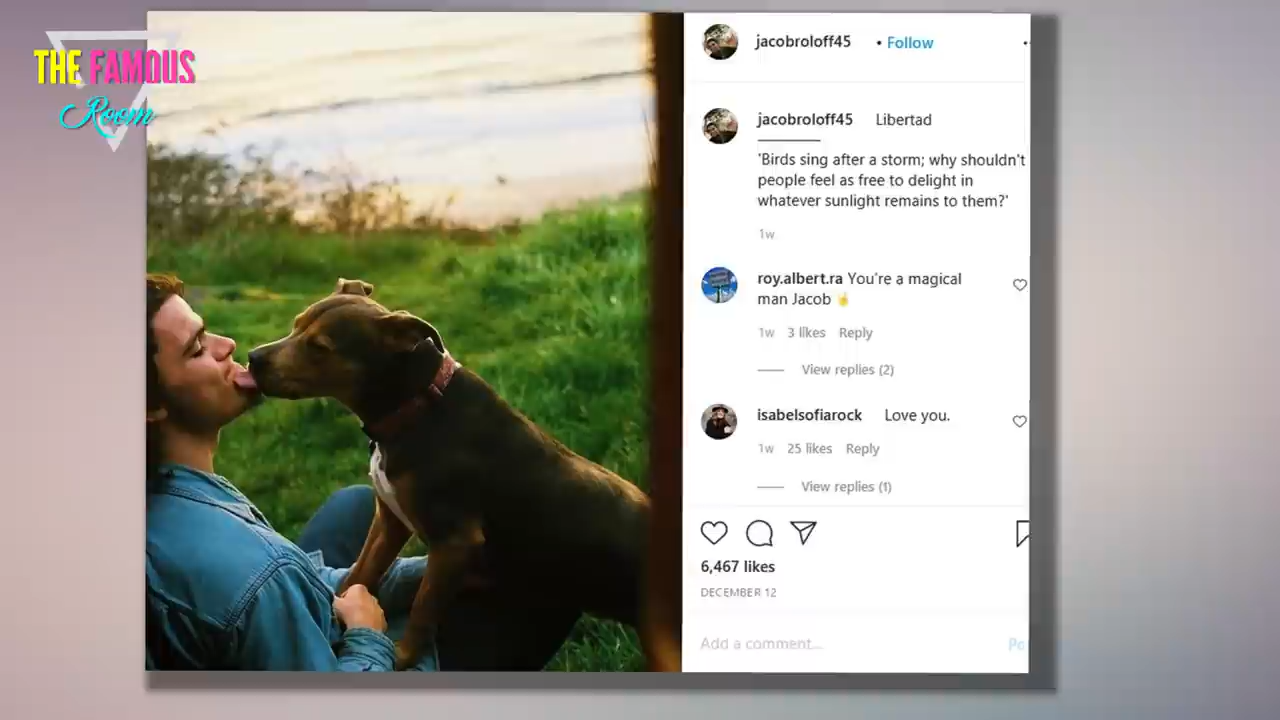 THE FAMOUS
Room
jacobroloff45 • Follow
jacobroloff45 Libertad
'Birds sing after a storm; why shouldn't
people feel as free to delight in
whatever sunlight remains to them?'
1w
roy.albert.ra You're a magical
man Jacob ☝
1w 3 likes Reply
View replies (2)
isabelsofiarock Love you.
1w 25 likes Reply
View replies (1)
6,467 likes
DECEMBER 12
Add a comment...
Po